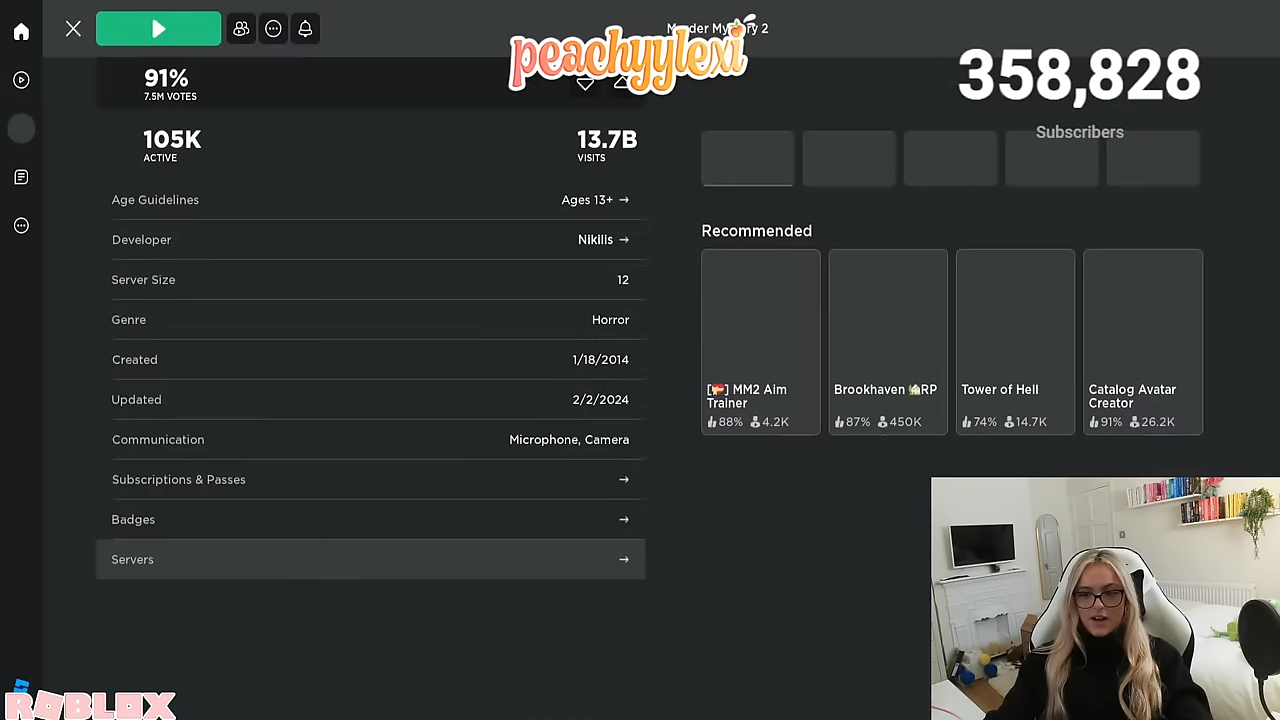 Murder Mystery 2
peachyylexi
358,828
Subscribers
91%
7.5M VOTES
105K
ACTIVE
13.7B
VISITS
Age Guidelines
Ages 13+ →
Developer
Nikilis →
Server Size
12
Genre
Horror
Created
1/18/2014
Updated
2/2/2024
Communication
Microphone, Camera
Subscriptions & Passes
→
Badges
→
Servers
→
Recommended
MM2 Aim
Trainer
88% 4.2K
Brookhaven 🏡RP
87% 450K
Tower of Hell
74% 14.7K
Catalog Avatar
Creator
91% 26.2K
ROBLOX